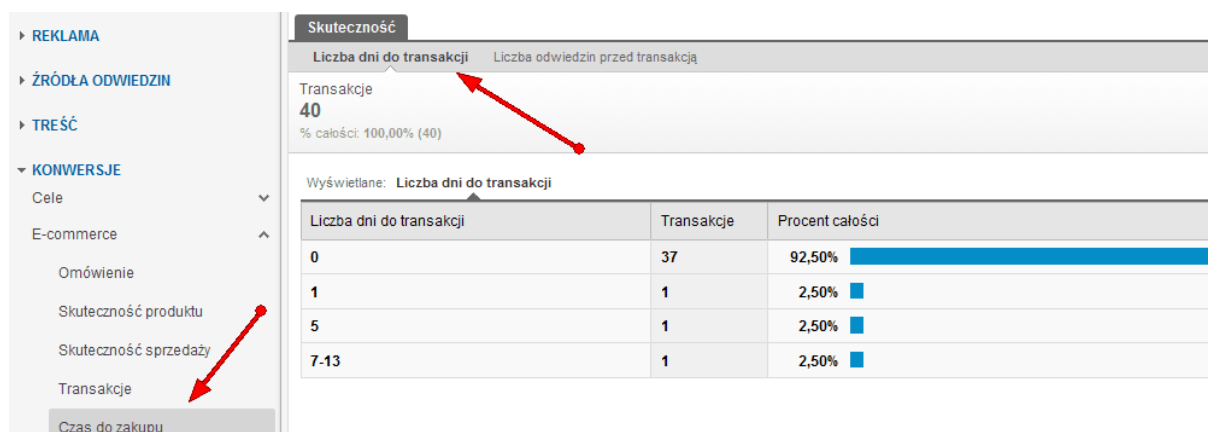 REKLAMA
ŹRÓDŁA ODWIEDZIN
TREŚĆ
KONWERSJE
Cele
E-commerce
Omówienie
Skuteczność produktu
Skuteczność sprzedaży
Transakcje
Czas do zakupu
Skuteczność
Liczba dni do transakcji Liczba odwiedzin przed transakcją
Transakcje
40
% całości: 100,00% (40)
Wyświetlane: Liczba dni do transakcji
Liczba dni do transakcji Transakcje Procent całości
0 37 92,50%
1 1 2,50%
5 1 2,50%
7-13 1 2,50%